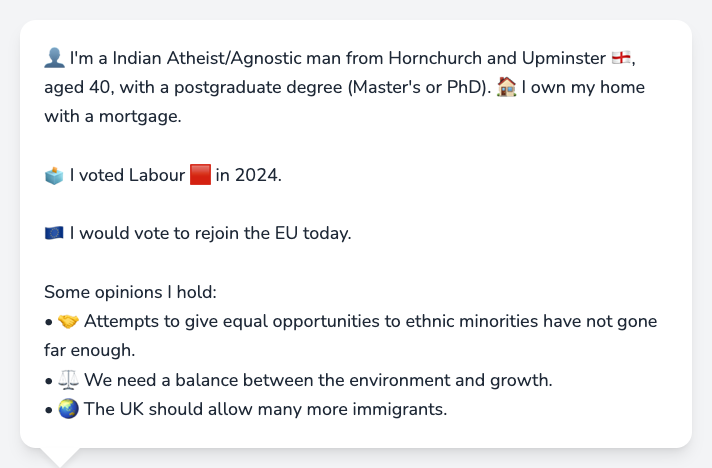 👤 I'm a Indian Atheist/Agnostic man from Hornchurch and Upminster 🏴󠁧󠁢󠁥󠁮󠁧󠁿,
aged 40, with a postgraduate degree (Master's or PhD). 🏠 I own my home
with a mortgage.
🗳️ I voted Labour 🟥 in 2024.
🇪🇺 I would vote to rejoin the EU today.
Some opinions I hold:
• 🤝 Attempts to give equal opportunities to ethnic minorities have not gone
far enough.
• ⚖️ We need a balance between the environment and growth.
• 🌏 The UK should allow many more immigrants.